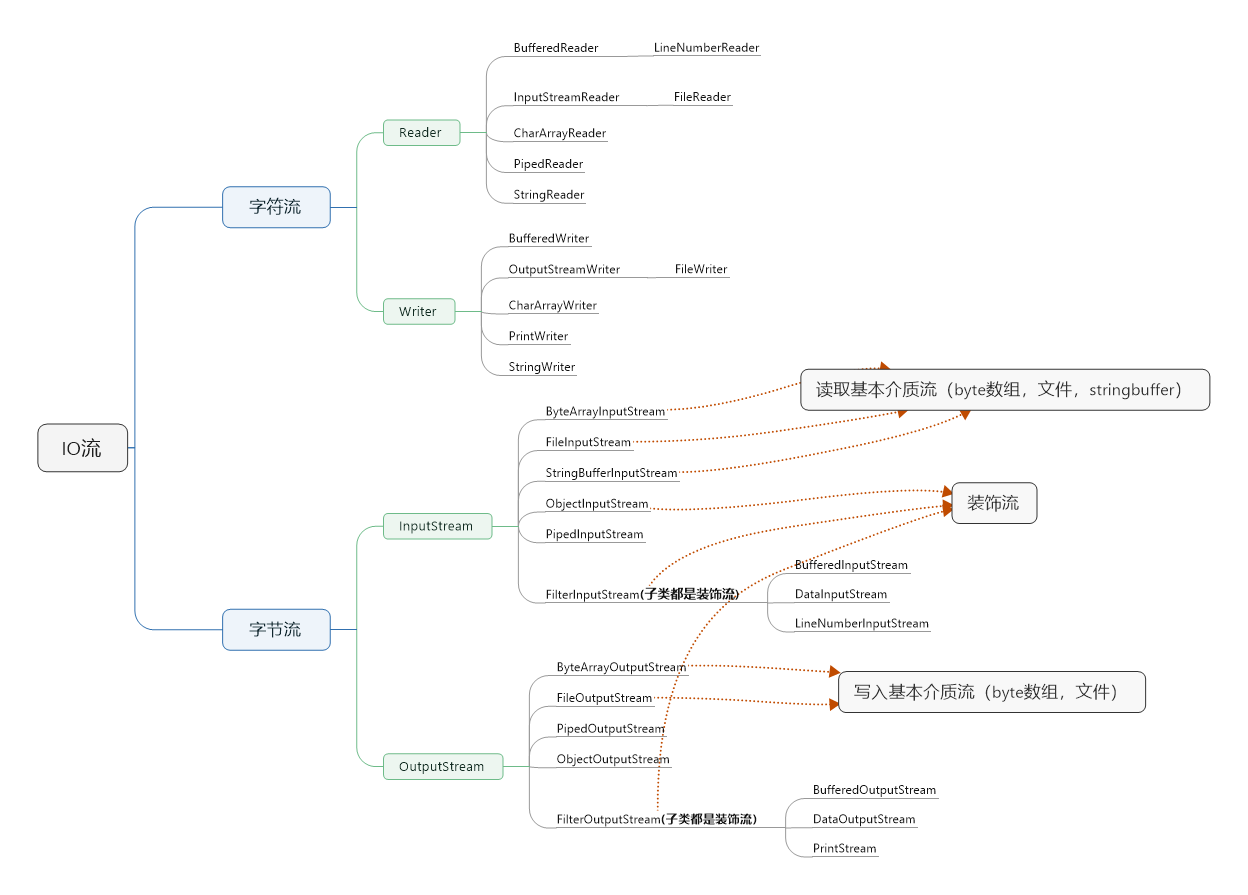 BufferedReader
LineNumberReader
InputStreamReader
FileReader
Reader
CharArrayReader
PipedReader
StringReader
字符流
BufferedWriter
OutputStreamWriter
FileWriter
Writer
CharArrayWriter
PrintWriter
StringWriter
读取基本介质流（byte数组，文件，stringbuffer）
ByteArrayInputStream
IO流
FileInputStream
StringBufferInputStream
ObjectInputStream
装饰流
InputStream
PipedInputStream
BufferedInputStream
FilterInputStream(子类都是装饰流)
DataInputStream
LineNumberInputStream
字节流
ByteArrayOutputStream
写入基本介质流（byte数组，文件）
FileOutputStream
PipedOutputStream
ObjectOutputStream
OutputStream
BufferedOutputStream
FilterOutputStream(子类都是装饰流)
DataOutputStream
PrintStream